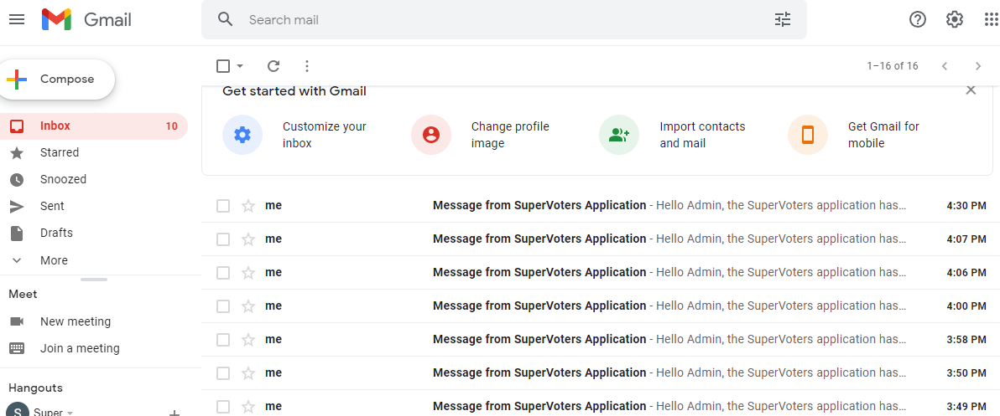 Gmail
Search mail
Compose
1–16 of 16
Get started with Gmail
Inbox 10
Customize your
inbox
Change profile
image
Import contacts
and mail
Get Gmail for
mobile
Starred
Snoozed
Sent
Drafts
More
me Message from SuperVoters Application - Hello Admin, the SuperVoters application has… 4:30 PM
me Message from SuperVoters Application - Hello Admin, the SuperVoters application has… 4:07 PM
me Message from SuperVoters Application - Hello Admin, the SuperVoters application has… 4:06 PM
me Message from SuperVoters Application - Hello Admin, the SuperVoters application has… 4:00 PM
me Message from SuperVoters Application - Hello Admin, the SuperVoters application has… 3:58 PM
me Message from SuperVoters Application - Hello Admin, the SuperVoters application has… 3:50 PM
me Message from SuperVoters Application - Hello Admin, the SuperVoters application has… 3:49 PM
Meet
New meeting
Join a meeting
Hangouts
S Super